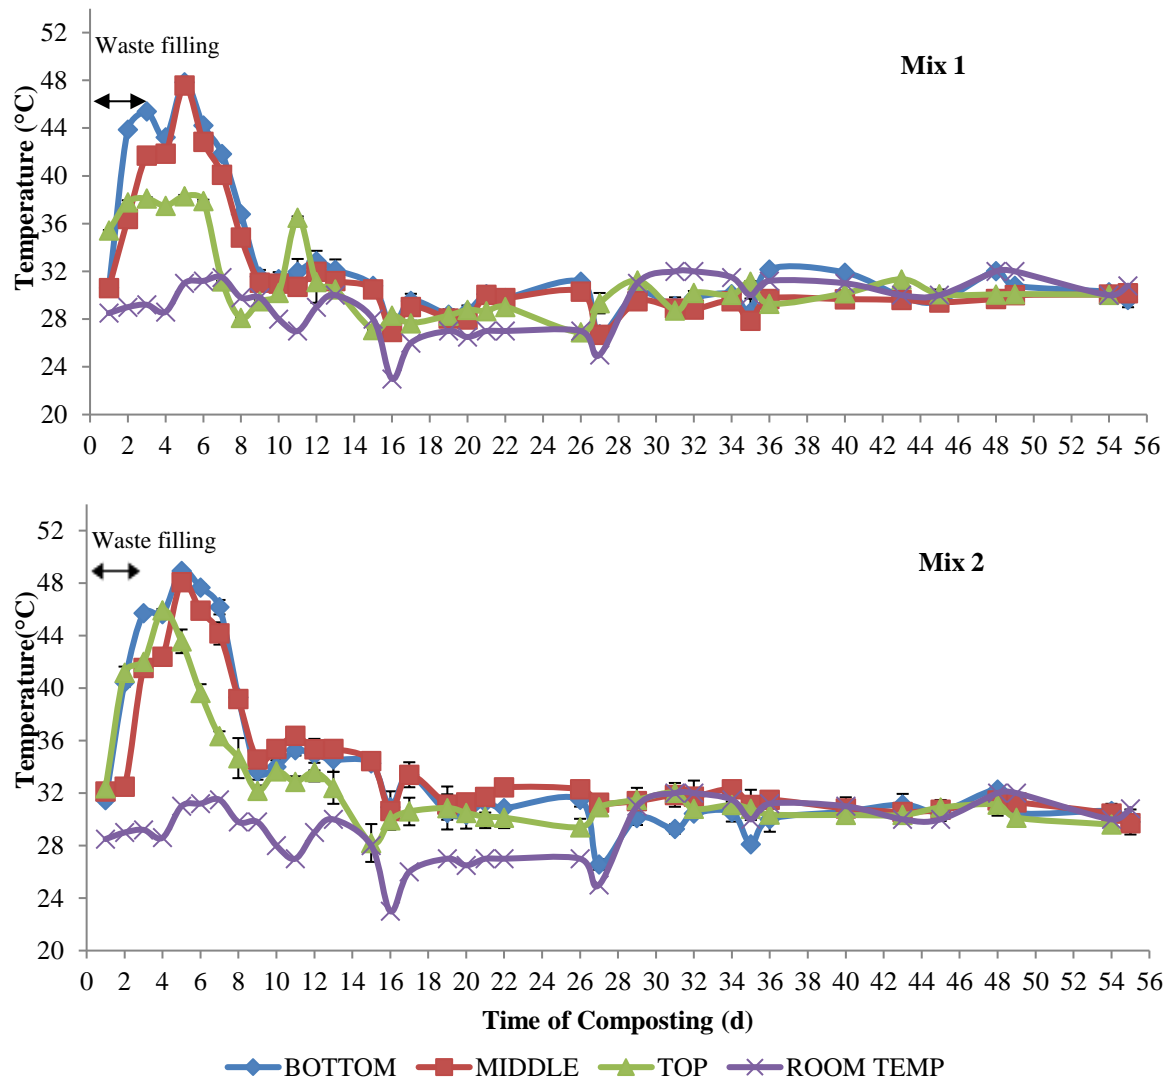 52
Waste filling
Mix 1
48
44
40
36
32
28
24
20
Temperature (°C)
0 2 4 6 8 10 12 14 16 18 20 22 24 26 28 30 32 34 36 38 40 42 44 46 48 50 52 54 56
52
Waste filling
Mix 2
48
44
40
36
32
28
24
20
Temperature(°C)
0 2 4 6 8 10 12 14 16 18 20 22 24 26 28 30 32 34 36 38 40 42 44 46 48 50 52 54 56
Time of Composting (d)
BOTTOM MIDDLE TOP ROOM TEMP